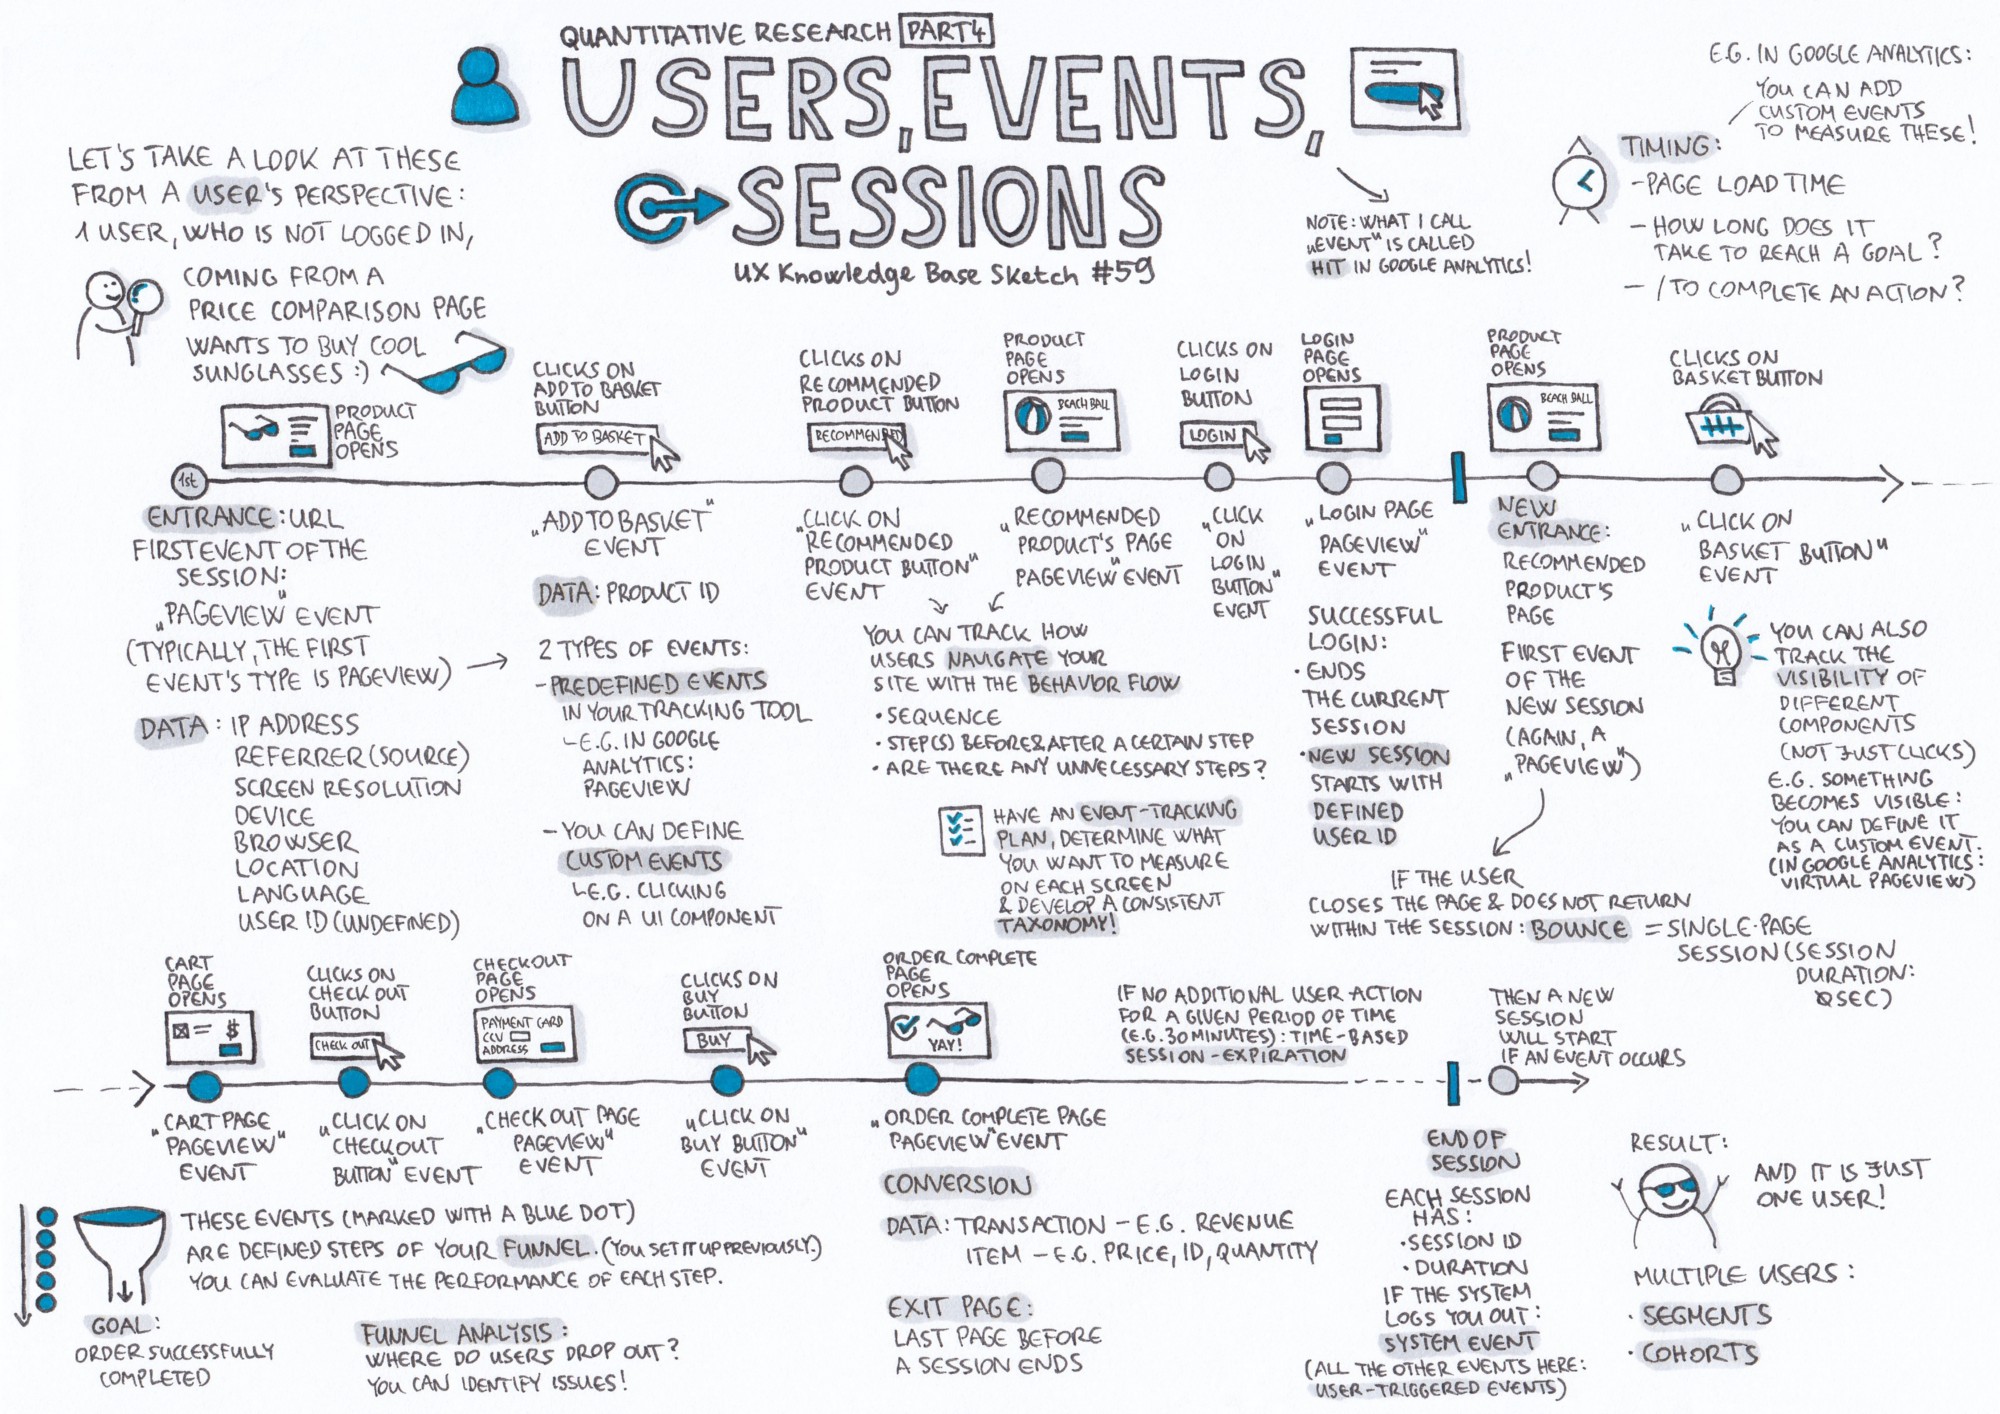 QUANTITATIVE RESEARCH PART 4
USERS, EVENTS,
SESSIONS
UX Knowledge Base Sketch #59
LET'S TAKE A LOOK AT THESE
FROM A USER'S PERSPECTIVE:
1 USER, WHO IS NOT LOGGED IN,
COMING FROM A
PRICE COMPARISON PAGE
WANTS TO BUY COOL
SUNGLASSES :)
NOTE: WHAT I CALL
„EVENT" IS CALLED
HIT IN GOOGLE ANALYTICS!
E.G. IN GOOGLE ANALYTICS:
YOU CAN ADD
CUSTOM EVENTS
TO MEASURE THESE!
TIMING:
- PAGE LOAD TIME
- HOW LONG DOES IT
TAKE TO REACH A GOAL?
- / TO COMPLETE AN ACTION?
PRODUCT
PAGE
OPENS
1st
ENTRANCE: URL
FIRST EVENT OF THE
SESSION:
„PAGEVIEW" EVENT
(TYPICALLY, THE FIRST
EVENT'S TYPE IS PAGEVIEW)
DATA: IP ADDRESS
REFERRER (SOURCE)
SCREEN RESOLUTION
DEVICE
BROWSER
LOCATION
LANGUAGE
USER ID (UNDEFINED)
CLICKS ON
ADD TO BASKET
BUTTON
ADD TO BASKET
„ADD TO BASKET"
EVENT
DATA: PRODUCT ID
2 TYPES OF EVENTS:
- PREDEFINED EVENTS
IN YOUR TRACKING TOOL
E.G. IN GOOGLE
ANALYTICS:
PAGEVIEW
- YOU CAN DEFINE
CUSTOM EVENTS
E.G. CLICKING
ON A UI COMPONENT
CLICKS ON
RECOMMENDED
PRODUCT BUTTON
RECOMMENDED
„CLICK ON
RECOMMENDED
PRODUCT BUTTON"
EVENT
PRODUCT
PAGE
OPENS
BEACH BALL
„RECOMMENDED
PRODUCT'S PAGE
PAGEVIEW" EVENT
YOU CAN TRACK HOW
USERS NAVIGATE YOUR
SITE WITH THE BEHAVIOR FLOW
• SEQUENCE
• STEP(S) BEFORE & AFTER A CERTAIN STEP
• ARE THERE ANY UNNECESSARY STEPS?
HAVE AN EVENT-TRACKING
PLAN, DETERMINE WHAT
YOU WANT TO MEASURE
ON EACH SCREEN
& DEVELOP A CONSISTENT
TAXONOMY!
CLICKS ON
LOGIN
BUTTON
LOGIN
„CLICK
ON
LOGIN
BUTTON"
EVENT
LOGIN
PAGE
OPENS
„LOGIN PAGE
PAGEVIEW"
EVENT
SUCCESSFUL
LOGIN:
• ENDS
THE CURRENT
SESSION
• NEW SESSION
STARTS WITH
DEFINED
USER ID
PRODUCT
PAGE
OPENS
BEACH BALL
NEW
ENTRANCE:
RECOMMENDED
PRODUCT'S
PAGE
FIRST EVENT
OF THE
NEW SESSION
(AGAIN, A
„PAGEVIEW")
IF THE USER
CLOSES THE PAGE & DOES NOT RETURN
WITHIN THE SESSION: BOUNCE = SINGLE-PAGE
SESSION (SESSION
DURATION:
0SEC)
CLICKS ON
BASKET BUTTON
„CLICK ON
BASKET BUTTON"
EVENT
YOU CAN ALSO
TRACK THE
VISIBILITY OF
DIFFERENT
COMPONENTS
(NOT JUST CLICKS)
E.G. SOMETHING
BECOMES VISIBLE:
YOU CAN DEFINE IT
AS A CUSTOM EVENT.
(IN GOOGLE ANALYTICS:
VIRTUAL PAGEVIEW)
CART
PAGE
OPENS
$
„CART PAGE
PAGEVIEW"
EVENT
CLICKS ON
CHECK OUT
BUTTON
CHECK OUT
„CLICK ON
CHECKOUT
BUTTON" EVENT
CHECKOUT
PAGE
OPENS
PAYMENT CARD
CCV
ADDRESS
„CHECK OUT PAGE
PAGEVIEW"
EVENT
CLICKS ON
BUY
BUTTON
BUY
„CLICK ON
BUY BUTTON"
EVENT
ORDER COMPLETE
PAGE
OPENS
YAY!
„ORDER COMPLETE PAGE
PAGEVIEW" EVENT
CONVERSION
DATA: TRANSACTION - E.G. REVENUE
ITEM - E.G. PRICE, ID, QUANTITY
EXIT PAGE:
LAST PAGE BEFORE
A SESSION ENDS
THESE EVENTS (MARKED WITH A BLUE DOT)
ARE DEFINED STEPS OF YOUR FUNNEL. (YOU SET IT UP PREVIOUSLY.)
YOU CAN EVALUATE THE PERFORMANCE OF EACH STEP.
GOAL:
ORDER SUCCESSFULLY
COMPLETED
FUNNEL ANALYSIS:
WHERE DO USERS DROP OUT?
YOU CAN IDENTIFY ISSUES!
IF NO ADDITIONAL USER ACTION
FOR A GIVEN PERIOD OF TIME
(E.G. 30 MINUTES): TIME-BASED
SESSION-EXPIRATION
THEN A NEW
SESSION
WILL START
IF AN EVENT OCCURS
END OF
SESSION
EACH SESSION
HAS:
• SESSION ID
• DURATION
IF THE SYSTEM
LOGS YOU OUT:
SYSTEM EVENT
(ALL THE OTHER EVENTS HERE:
USER-TRIGGERED EVENTS)
RESULT:
AND IT IS JUST
ONE USER!
MULTIPLE USERS:
• SEGMENTS
• COHORTS